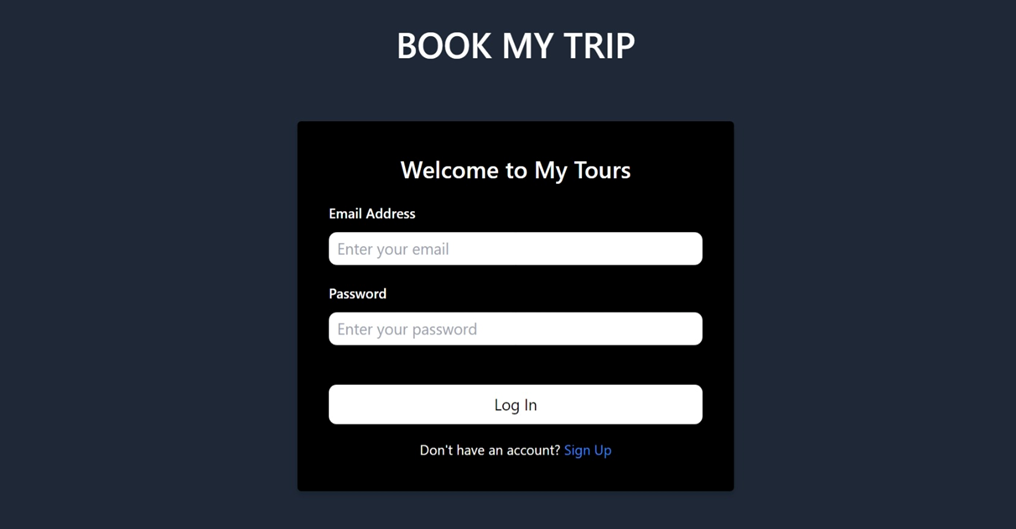 BOOK MY TRIP
Welcome to My Tours
Email Address
Enter your email
Password
Enter your password
Log In
Don't have an account? Sign Up